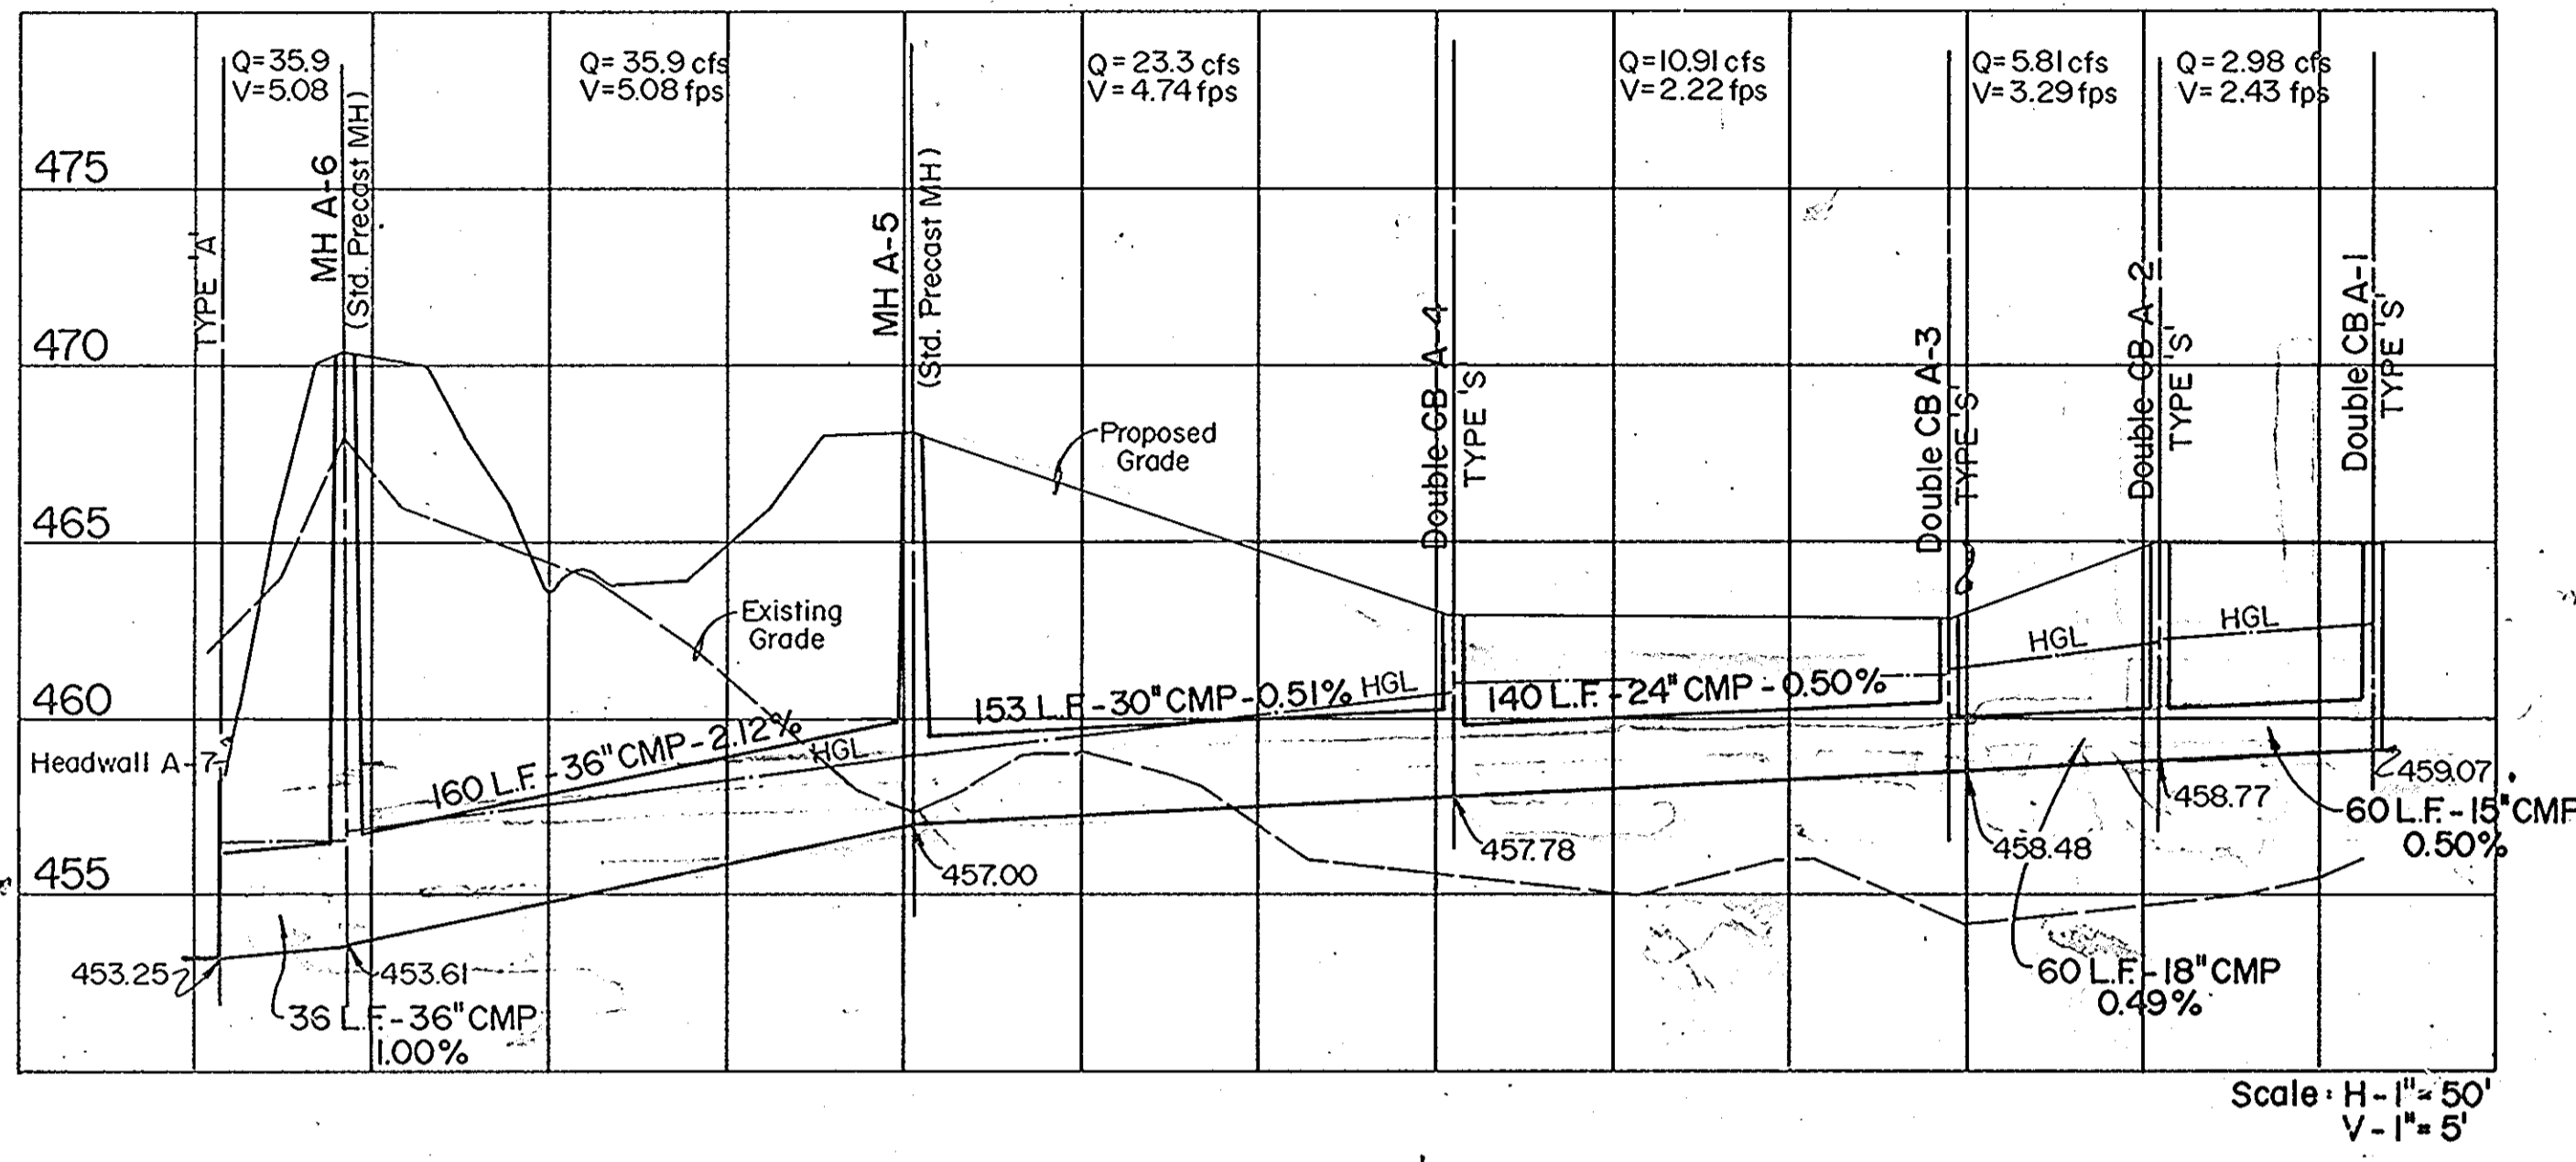 Q=35.9
V=5.08
Q=35.9 cfs
V=5.08 fps
Q=23.3 cfs
V=4.74 fps
Q=10.91 cfs
V=2.22 fps
Q=5.81 cfs
V=3.29 fps
Q=2.98 cfs
V=2.43 fps
475
470
465
460
455
TYPE 'A'
MH A-6
(Std. Precast MH)
MH A-5
(Std. Precast MH)
Double CB A-4
TYPE 'S'
Double CB A-3
TYPE 'S'
Double CB A-2
TYPE 'S'
Double CB A-1
TYPE 'S'
Proposed
Grade
Existing
Grade
Headwall A-7
160 L.F.-36" CMP-2.12%
HGL
153 L.F.-30" CMP-0.51%
HGL
140 L.F.-24" CMP-0.50%
HGL
HGL
453.25
453.61
457.00
457.78
458.48
458.77
459.07
36 L.F.-36" CMP
1.00%
60 L.F.-18" CMP
0.49%
60 L.F.-15" CMP
0.50%
Scale: H-1"=50'
V-1"=5'